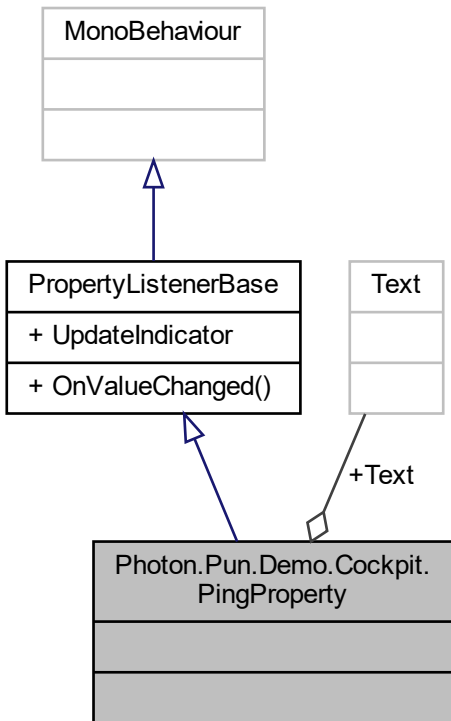 MonoBehaviour
PropertyListenerBase
+ UpdateIndicator
+ OnValueChanged()
Text
+Text
Photon.Pun.Demo.Cockpit.
PingProperty